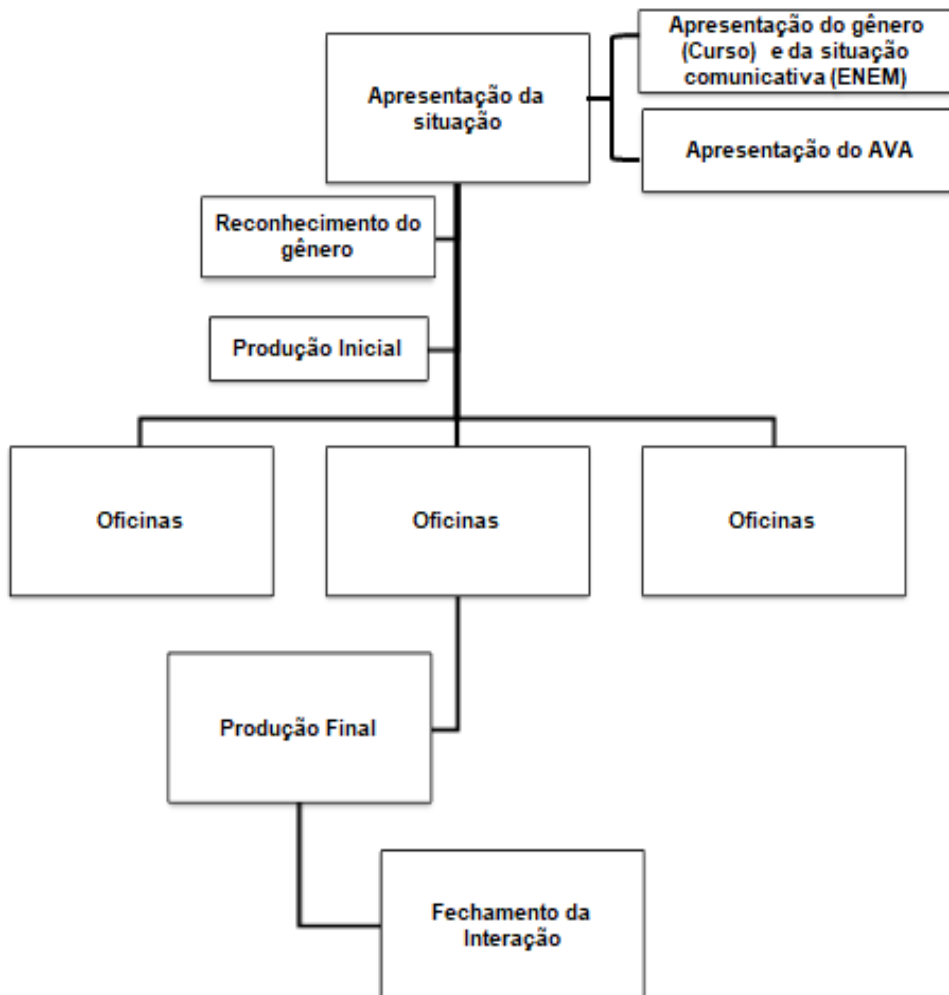 Apresentação da
situação
Apresentação do gênero
(Curso) e da situação
comunicativa (ENEM)
Apresentação do AVA
Reconhecimento do
gênero
Produção Inicial
Oficinas
Oficinas
Oficinas
Produção Final
Fechamento da
Interação